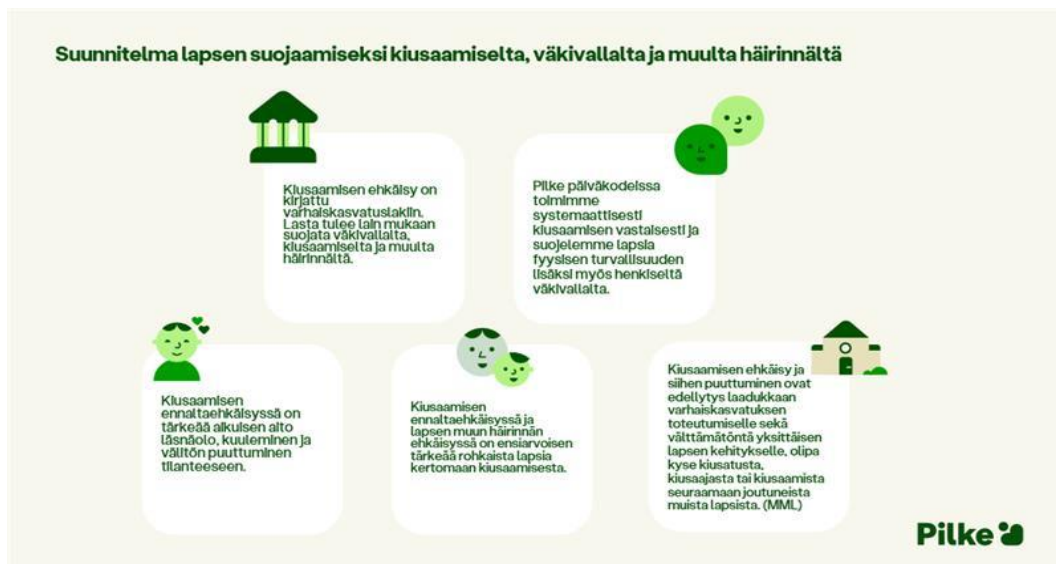 Suunnitelma lapsen suojaamiseksi kiusaamiselta, väkivallalta ja muulta häirinnältä
Kiusaamisen ehkäisy on
kirjattu
varhaiskasvatuslakiin.
Lasta tulee lain mukaan
suojata väkivallalta,
kiusaamiselta ja muulta
häirinnältä.
Pilke päiväkodeissa
toimimme
systemaattisesti
kiusaamisen vastaisesti ja
suojelemme lapsia
fyysisen turvallisuuden
lisäksi myös henkiseltä
väkivallalta.
Kiusaamisen
ennaltaehkäisyssä on
tärkeää aikuisen aito
läsnäolo, kuuleminen ja
välitön puuttuminen
tilanteeseen.
Kiusaamisen
ennaltaehkäisyssä ja
lapsen muun häirinnän
ehkäisyssä on ensiarvoisen
tärkeää rohkaista lapsia
kertomaan kiusaamisesta.
Kiusaamisen ehkäisy ja
siihen puuttuminen ovat
edellytys laadukkaan
varhaiskasvatuksen
toteutumiselle sekä
välttämätöntä yksittäisen
lapsen kehitykselle, olipa
kyse kiusatusta,
kiusaajasta tai kiusaamista
seuraamaan joutuneista
muista lapsista. (MML)
Pilke